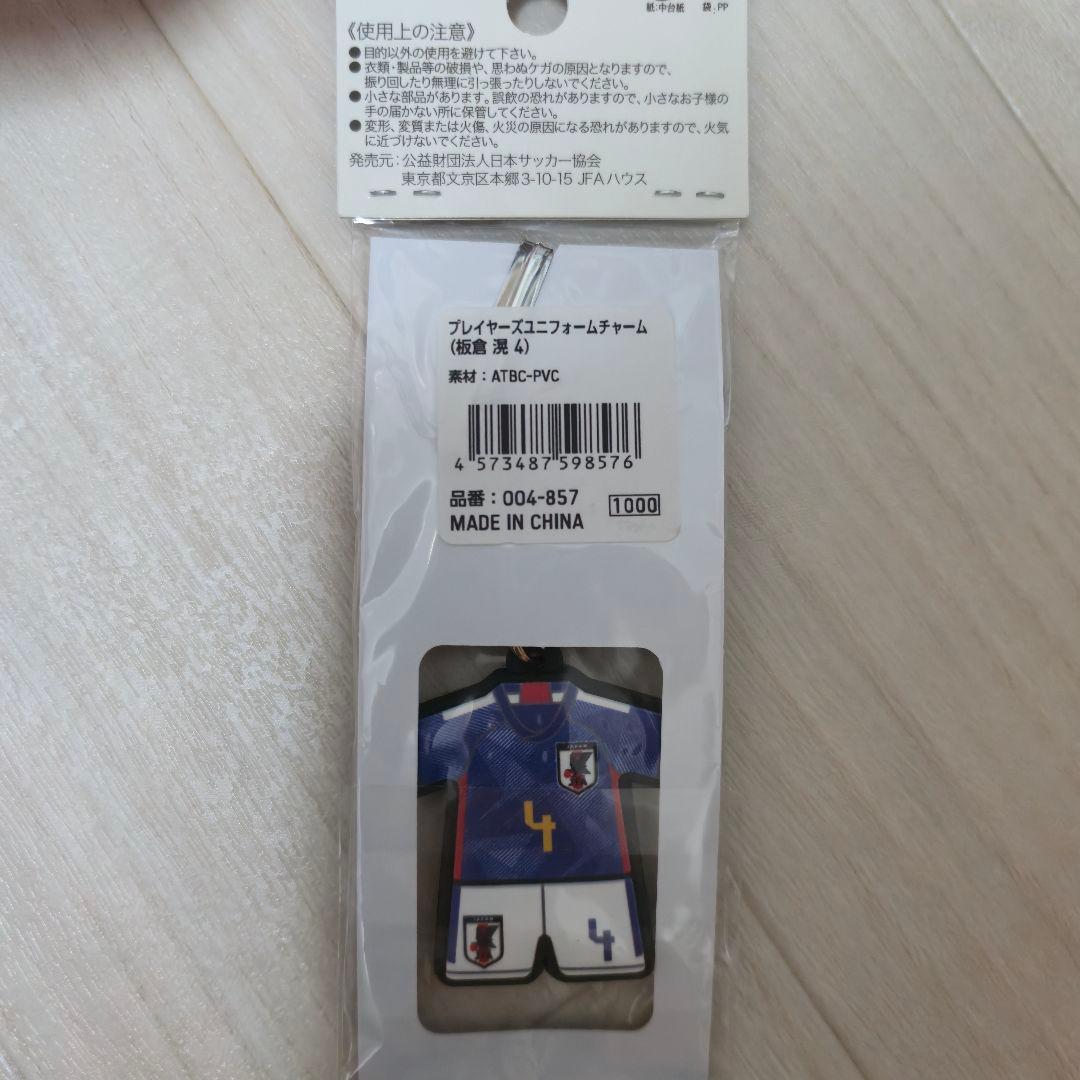 紙:中台紙 袋:PP
《使用上の注意》
●目的以外の使用を避けて下さい。
●衣類・製品等の破損や、思わぬケガの原因となりますので、
振り回したり無理に引っ張ったりしないでください。
●小さな部品があります。誤飲の恐れがありますので、小さなお子様の
手の届かない所に保管してください。
●変形、変質または火傷、火災の原因になる恐れがありますので、火気
に近づけないでください。
発売元:公益財団法人日本サッカー協会
東京都文京区本郷3-10-15 JFAハウス
プレイヤーズユニフォームチャーム
(板倉 滉 4)
素材:ATBC-PVC
4 573487 598576
品番:004-857
1000
MADE IN CHINA
JAPAN
JFA
4
JAPAN
JFA
4